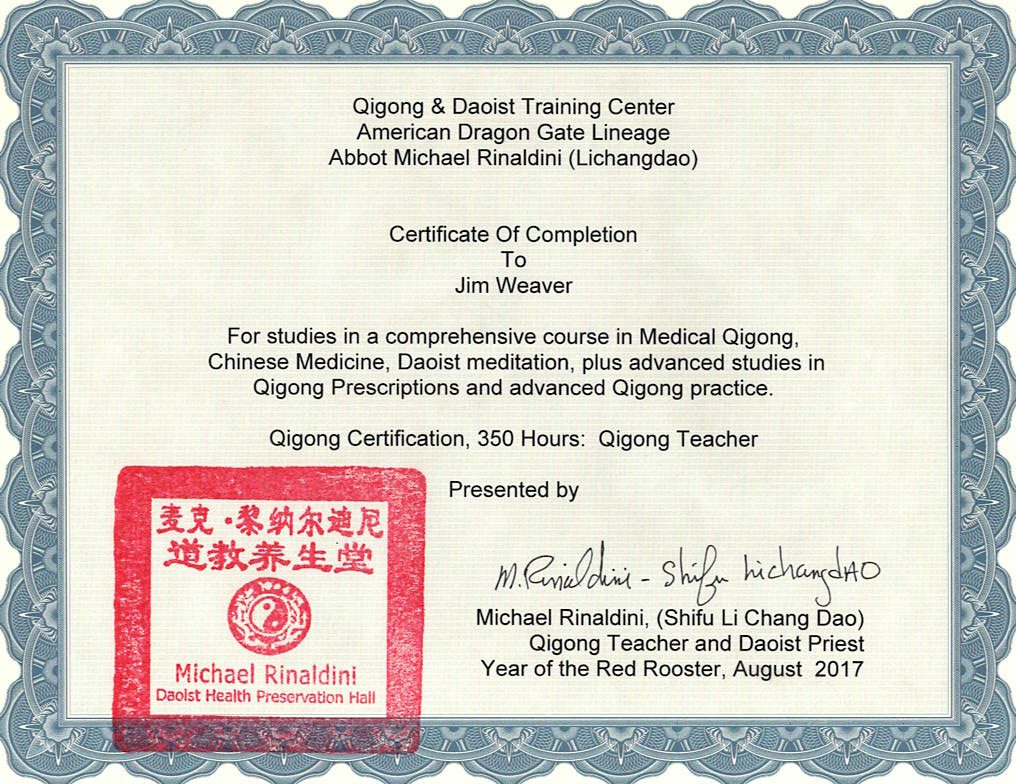 Qigong & Daoist Training Center
American Dragon Gate Lineage
Abbot Michael Rinaldini (Lichangdao)
Certificate Of Completion
To
Jim Weaver
For studies in a comprehensive course in Medical Qigong,
Chinese Medicine, Daoist meditation, plus advanced studies in
Qigong Prescriptions and advanced Qigong practice.
Qigong Certification, 350 Hours: Qigong Teacher
Presented by
麦克·黎纳尔迪尼
道教养生堂
Michael Rinaldini
Daoist Health Preservation Hall
M. Rinaldini - Shifu LichangdAO
Michael Rinaldini, (Shifu Li Chang Dao)
Qigong Teacher and Daoist Priest
Year of the Red Rooster, August 2017